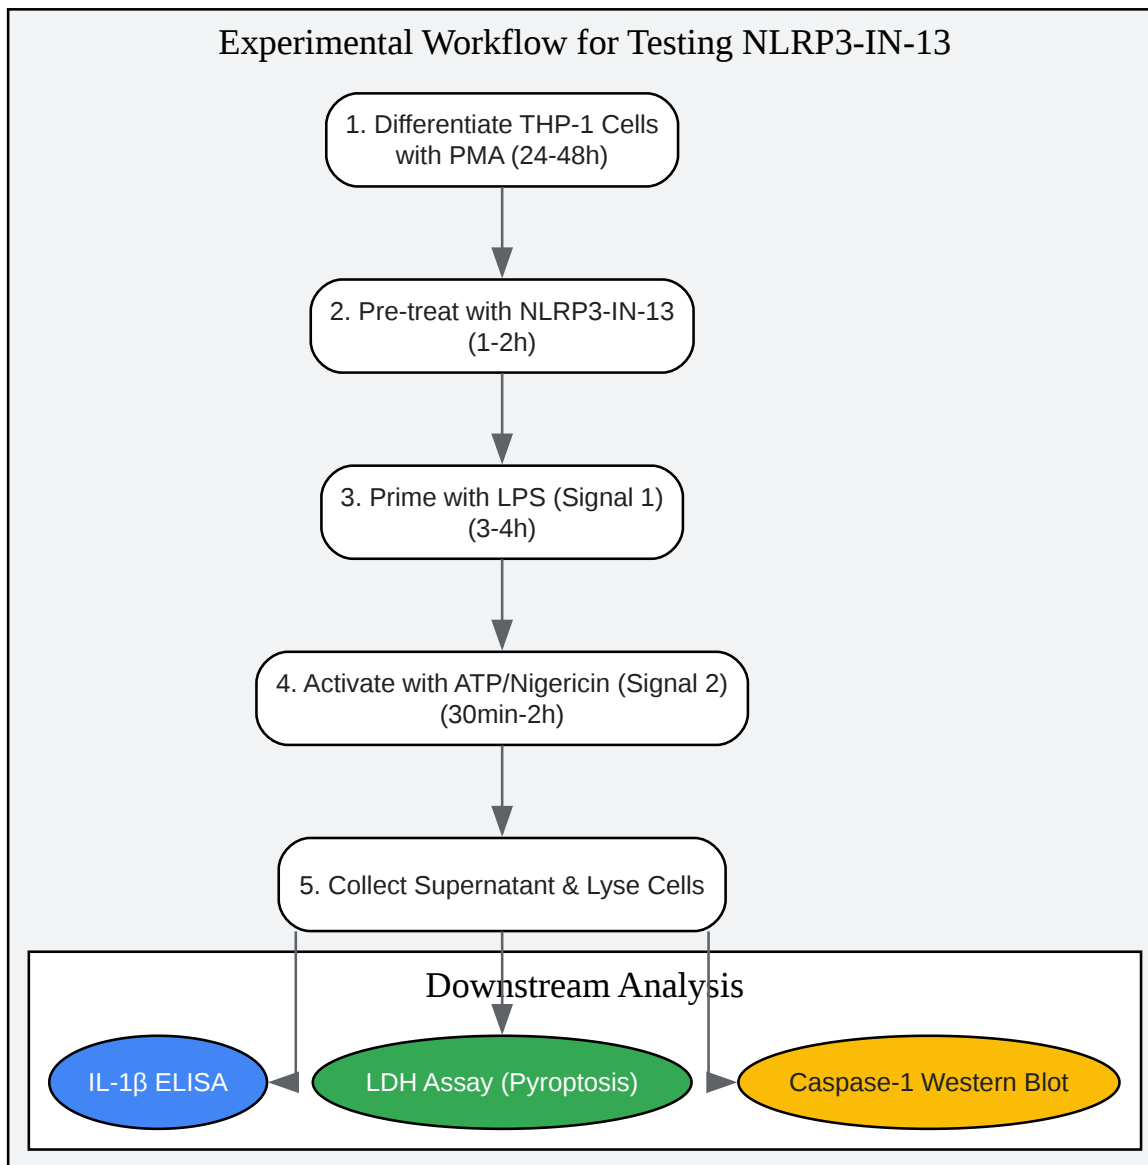 Experimental Workflow for Testing NLRP3-IN-13
1. Differentiate THP-1 Cells
with PMA (24-48h)
2. Pre-treat with NLRP3-IN-13
(1-2h)
3. Prime with LPS (Signal 1)
(3-4h)
4. Activate with ATP/Nigericin (Signal 2)
(30min-2h)
5. Collect Supernatant & Lyse Cells
Downstream Analysis
IL-1β ELISA
LDH Assay (Pyroptosis)
Caspase-1 Western Blot